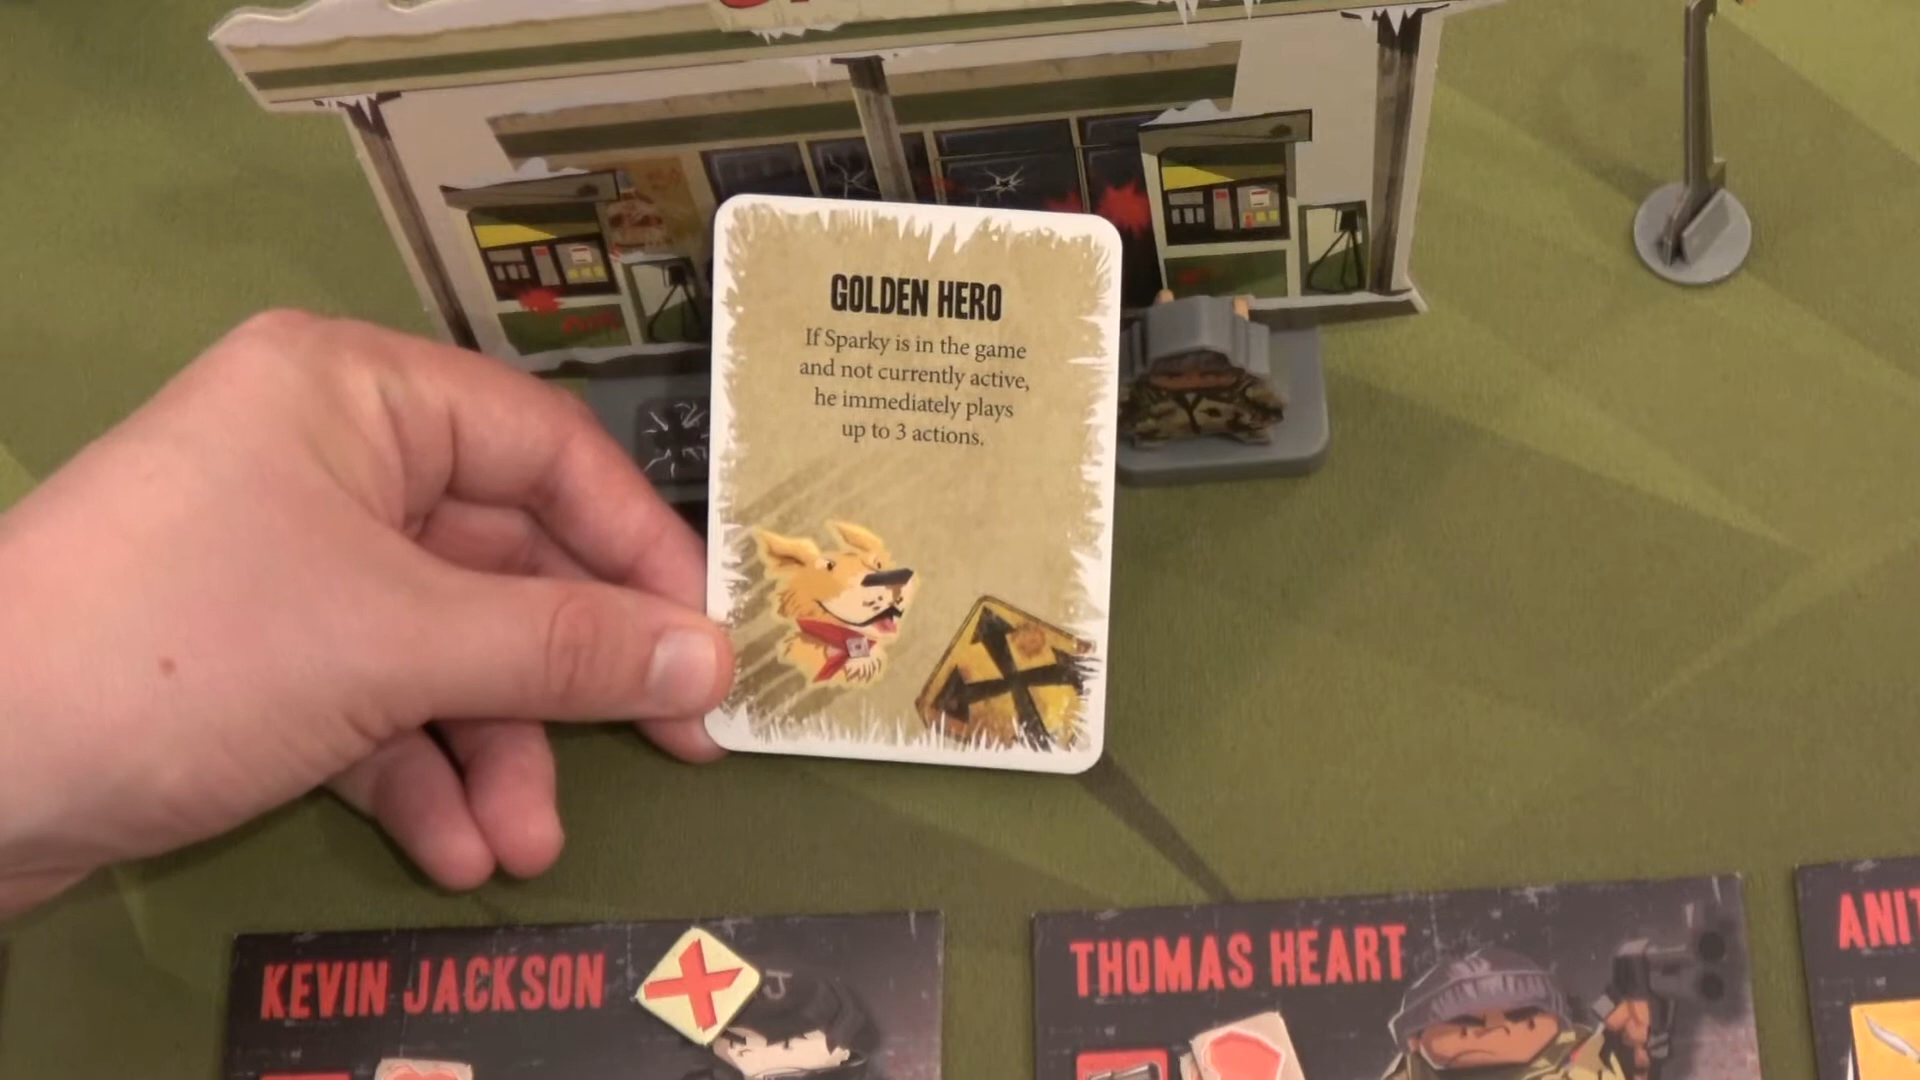 GOLDEN HERO
If Sparky is in the game
and not currently active,
he immediately plays
up to 3 actions.
KEVIN JACKSON
J
THOMAS HEART